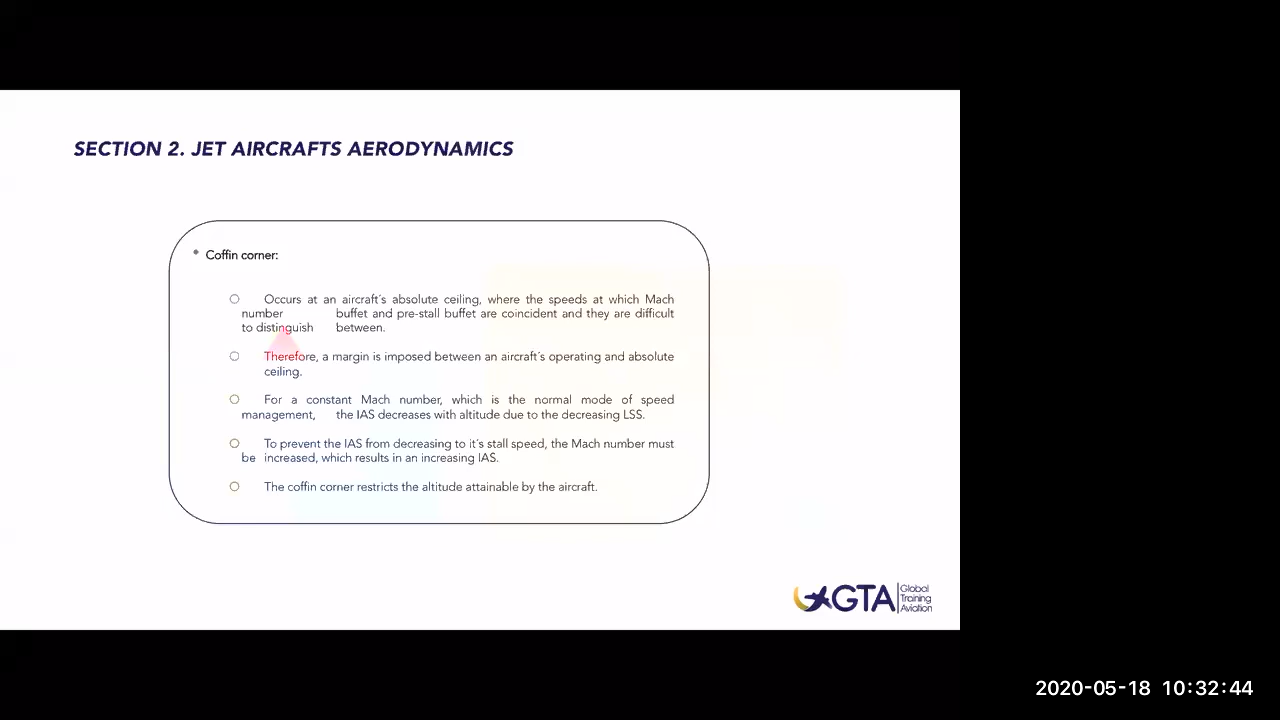 SECTION 2. JET AIRCRAFTS AERODYNAMICS
• Coffin corner:
○ Occurs at an aircraft´s absolute ceiling, where the speeds at which Mach
number buffet and pre-stall buffet are coincident and they are difficult
to distinguish between.
○ Therefore, a margin is imposed between an aircraft´s operating and absolute
ceiling.
○ For a constant Mach number, which is the normal mode of speed
management, the IAS decreases with altitude due to the decreasing LSS.
○ To prevent the IAS from decreasing to it´s stall speed, the Mach number must
be increased, which results in an increasing IAS.
○ The coffin corner restricts the altitude attainable by the aircraft.
GTA
Global
Training
Aviation
2020-05-18 10:32:44